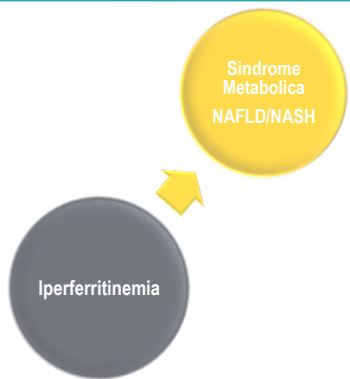 Sindrome
Metabolica
NAFLD/NASH
Iperferritinemia